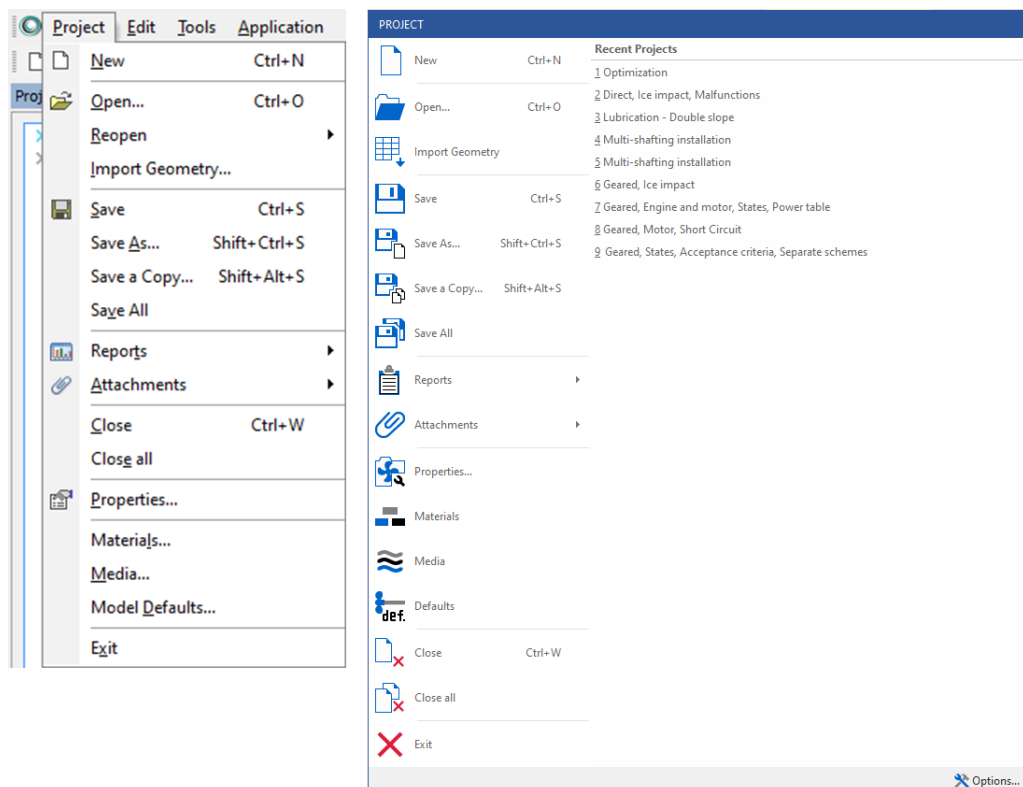 Project Edit Tools Application
New Ctrl+N
Proj
Open... Ctrl+O
Reopen
Import Geometry...
Save Ctrl+S
Save As... Shift+Ctrl+S
Save a Copy... Shift+Alt+S
Save All
Reports
Attachments
Close Ctrl+W
Close all
Properties...
Materials...
Media...
Model Defaults...
Exit
PROJECT
New Ctrl+N
Open... Ctrl+O
Import Geometry
Save Ctrl+S
Save As... Shift+Ctrl+S
Save a Copy... Shift+Alt+S
Save All
Reports
Attachments
Properties...
Materials
Media
def. Defaults
Close Ctrl+W
Close all
Exit
Recent Projects
1 Optimization
2 Direct, Ice impact, Malfunctions
3 Lubrication - Double slope
4 Multi-shafting installation
5 Multi-shafting installation
6 Geared, Ice impact
7 Geared, Engine and motor, States, Power table
8 Geared, Motor, Short Circuit
9 Geared, States, Acceptance criteria, Separate schemes
Options...